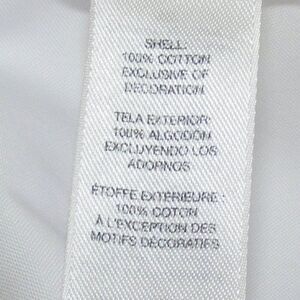 SHELL:
100% COTTON
EXCLUSIVE OF
DECORATION
TELA EXTERIOR:
100% ALGODÓN
EXCLUYENDO LOS
ADORNOS
ÉTOFFE EXTÉRIEURE:
100% COTON
À L'EXCEPTION DES
MOTIFS DÉCORATIFS